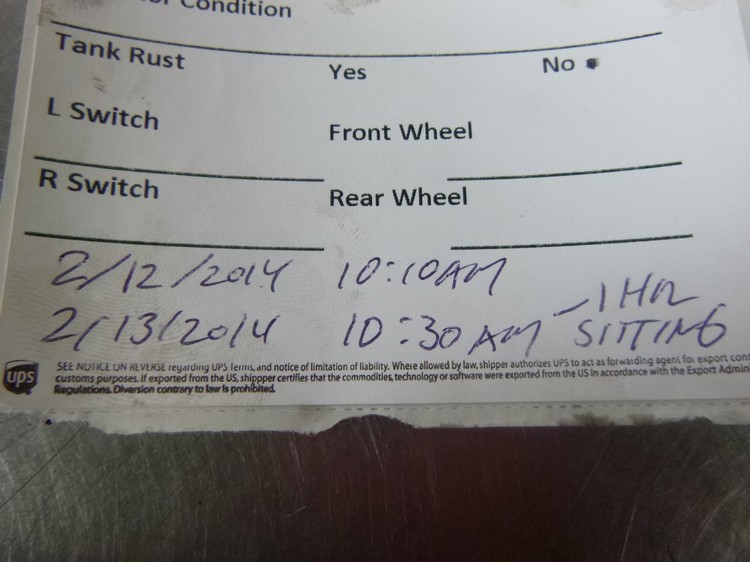 Condition
Tank Rust Yes No
L Switch Front Wheel
R Switch Rear Wheel
2/12/2014 10:10AM
2/13/2014 10:30AM - 1 HR SITTING
ups
SEE NOTICE ON REVERSE regarding UPS Terms, and notice of limitation of liability. Where allowed by law, shipper authorizes UPS to act as forwarding agent for export con
customs purposes. If exported from the US, shippper certifies that the commodities, technology or software were exported from the US in accordance with the Export Admin
Regulations. Diversion contrary to law is prohibited.